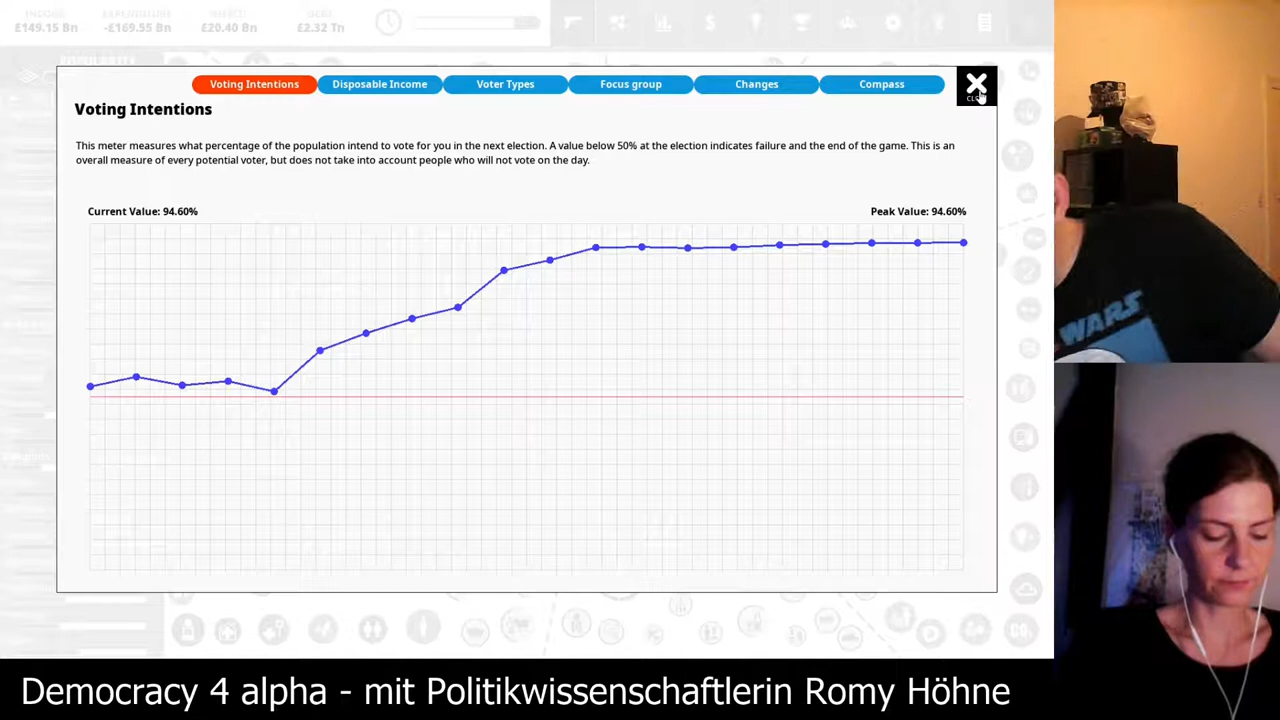 £149.15 Bn -£169.55 Bn £20.40 Bn £2.32 Tn
Voting Intentions Disposable Income Voter Types Focus group Changes Compass
Voting Intentions
This meter measures what percentage of the population intend to vote for you in the next election. A value below 50% at the election indicates failure and the end of the game. This is an
overall measure of every potential voter, but does not take into account people who will not vote on the day.
Current Value: 94.60% Peak Value: 94.60%
WARS
Democracy 4 alpha - mit Politikwissenschaftlerin Romy Höhne